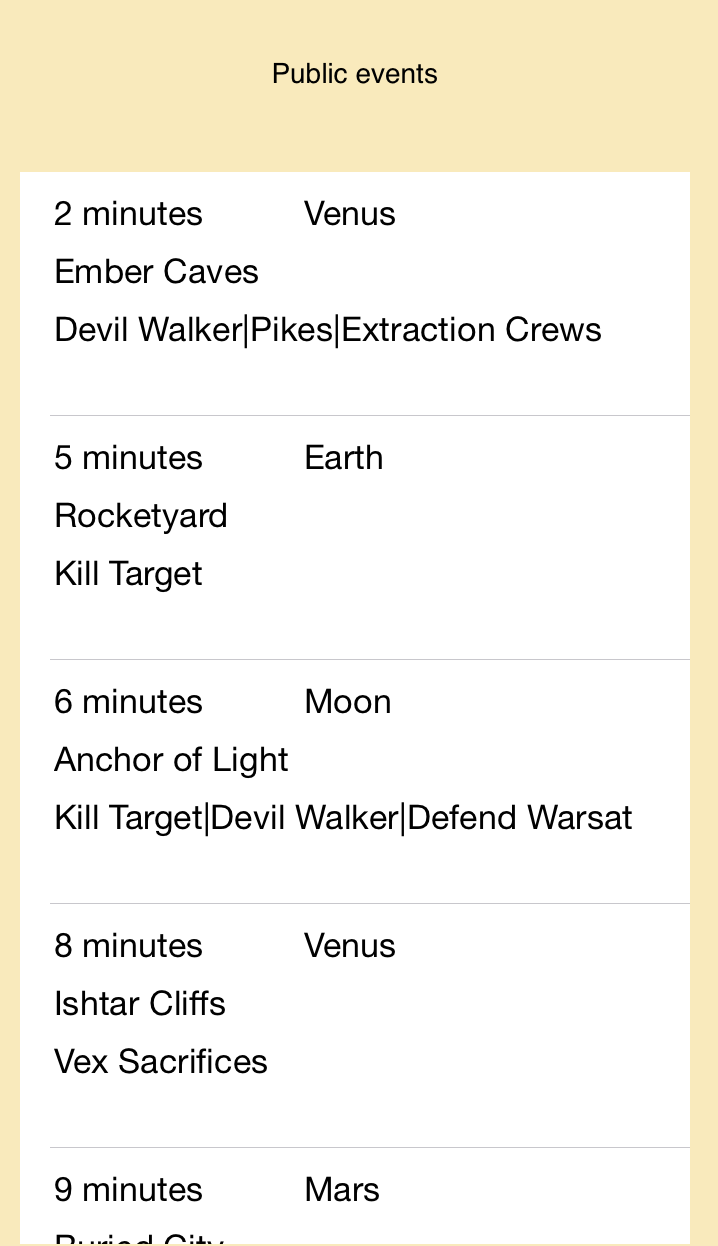 Public events
2 minutes Venus
Ember Caves
Devil Walker|Pikes|Extraction Crews
5 minutes Earth
Rocketyard
Kill Target
6 minutes Moon
Anchor of Light
Kill Target|Devil Walker|Defend Warsat
8 minutes Venus
Ishtar Cliffs
Vex Sacrifices
9 minutes Mars
Buried City